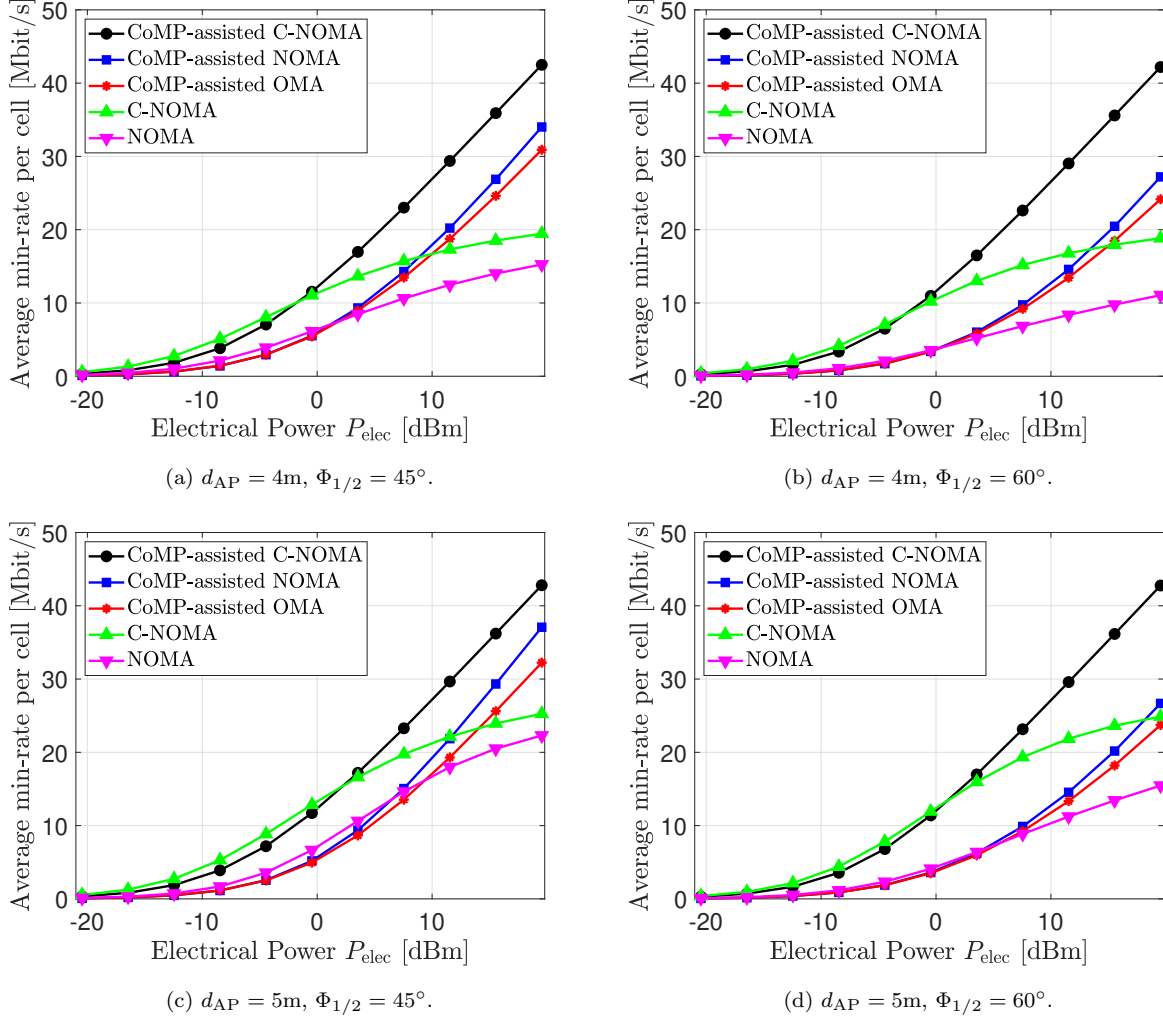 Average min-rate per cell [Mbit/s]
50
40
30
20
10
0
-20
-10
0
10
CoMP-assisted C-NOMA
CoMP-assisted NOMA
CoMP-assisted OMA
C-NOMA
NOMA
Electrical Power P_elec [dBm]
(a) d_AP = 4m, Φ_1/2 = 45°.
Average min-rate per cell [Mbit/s]
50
40
30
20
10
0
-20
-10
0
10
CoMP-assisted C-NOMA
CoMP-assisted NOMA
CoMP-assisted OMA
C-NOMA
NOMA
Electrical Power P_elec [dBm]
(b) d_AP = 4m, Φ_1/2 = 60°.
Average min-rate per cell [Mbit/s]
50
40
30
20
10
0
-20
-10
0
10
CoMP-assisted C-NOMA
CoMP-assisted NOMA
CoMP-assisted OMA
C-NOMA
NOMA
Electrical Power P_elec [dBm]
(c) d_AP = 5m, Φ_1/2 = 45°.
Average min-rate per cell [Mbit/s]
50
40
30
20
10
0
-20
-10
0
10
CoMP-assisted C-NOMA
CoMP-assisted NOMA
CoMP-assisted OMA
C-NOMA
NOMA
Electrical Power P_elec [dBm]
(d) d_AP = 5m, Φ_1/2 = 60°.